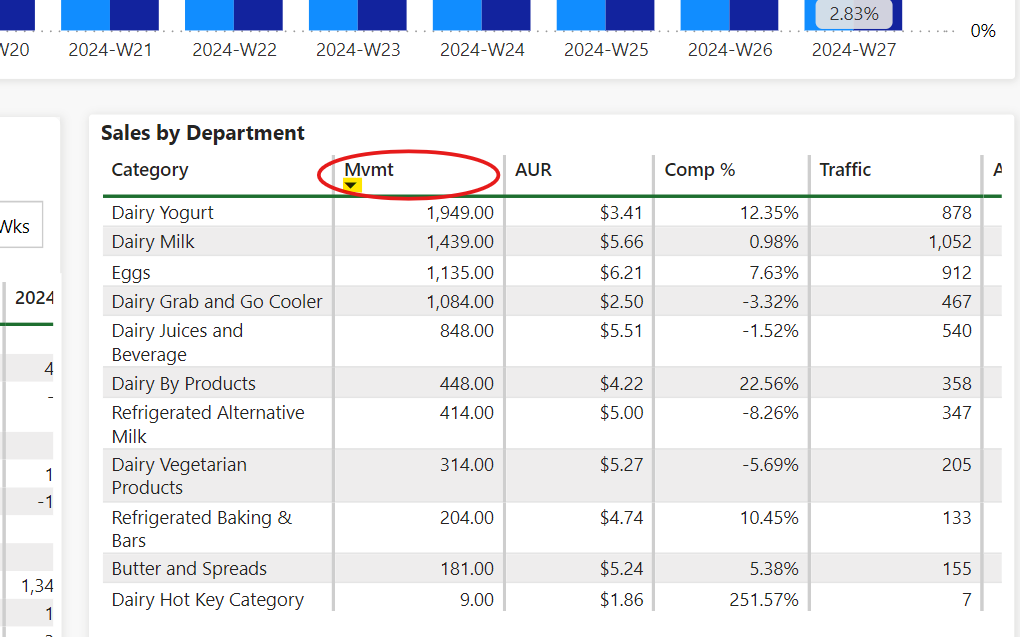 2.83%
0%
W20 2024-W21 2024-W22 2024-W23 2024-W24 2024-W25 2024-W26 2024-W27
Wks
2024
4
-
1
-1
1,34
1
Sales by Department
Category Mvmt AUR Comp % Traffic A
Dairy Yogurt 1,949.00 $3.41 12.35% 878
Dairy Milk 1,439.00 $5.66 0.98% 1,052
Eggs 1,135.00 $6.21 7.63% 912
Dairy Grab and Go Cooler 1,084.00 $2.50 -3.32% 467
Dairy Juices and 848.00 $5.51 -1.52% 540
Beverage
Dairy By Products 448.00 $4.22 22.56% 358
Refrigerated Alternative 414.00 $5.00 -8.26% 347
Milk
Dairy Vegetarian 314.00 $5.27 -5.69% 205
Products
Refrigerated Baking & 204.00 $4.74 10.45% 133
Bars
Butter and Spreads 181.00 $5.24 5.38% 155
Dairy Hot Key Category 9.00 $1.86 251.57% 7